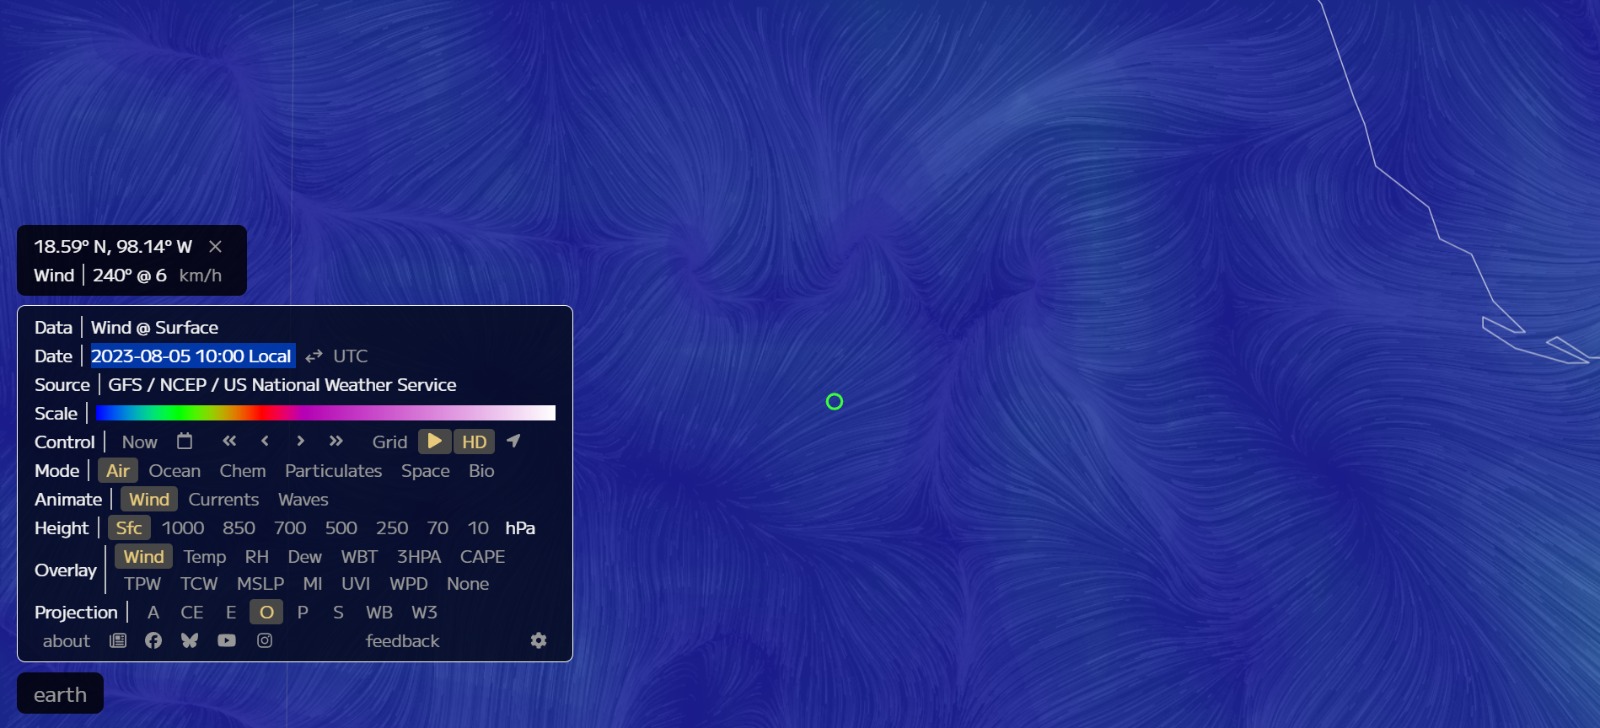 18.59° N, 98.14° W ×
Wind | 240° @ 6 km/h
Data | Wind @ Surface
Date | 2023-08-05 10:00 Local ⇄ UTC
Source | GFS / NCEP / US National Weather Service
Scale |
Control | Now « ‹ › » Grid HD
Mode | Air Ocean Chem Particulates Space Bio
Animate | Wind Currents Waves
Height | Sfc 1000 850 700 500 250 70 10 hPa
Overlay | Wind Temp RH Dew WBT 3HPA CAPE
TPW TCW MSLP MI UVI WPD None
Projection | A CE E O P S WB W3
about feedback
earth